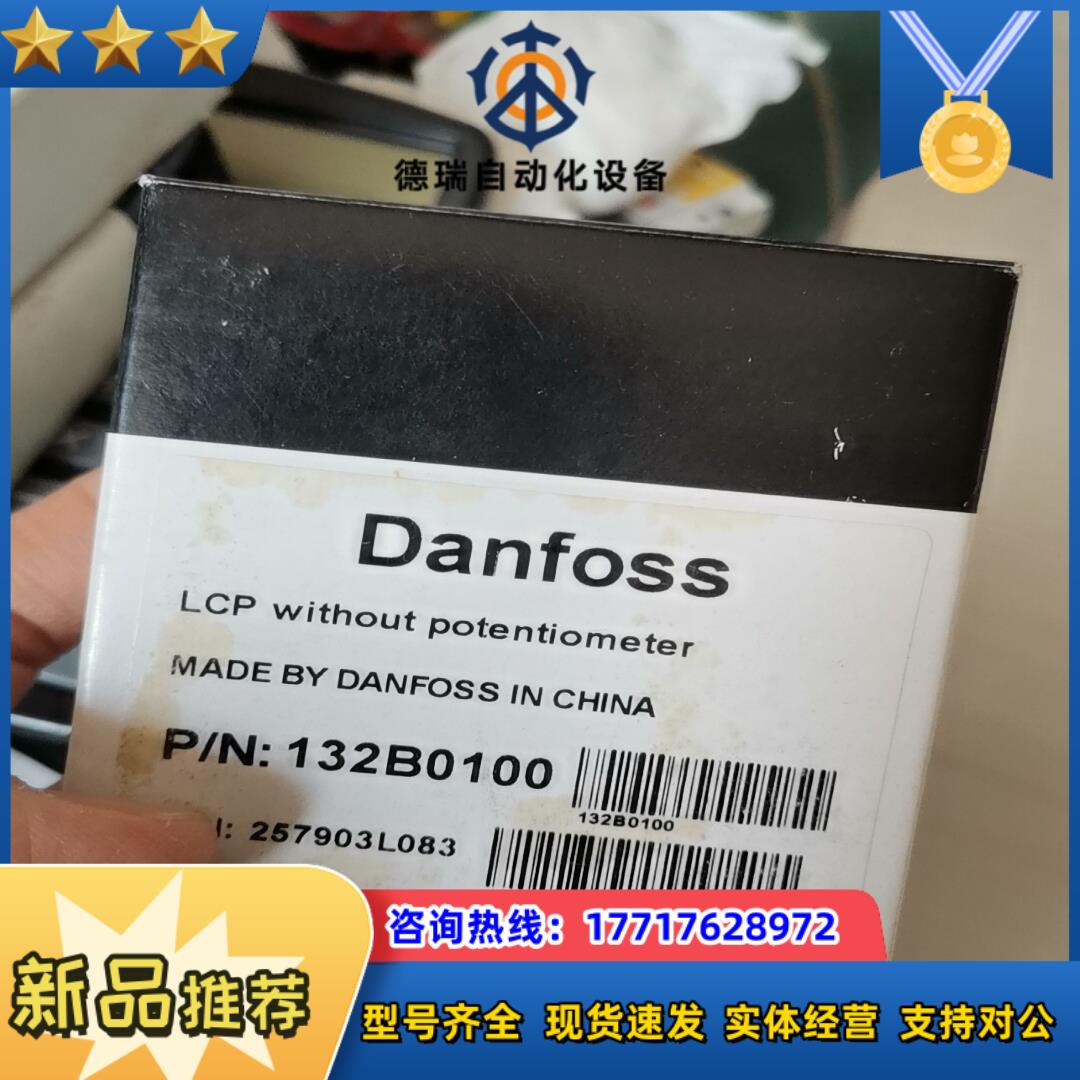 德瑞自动化设备
Danfoss
LCP without potentiometer
MADE BY DANFOSS IN CHINA
P/N: 132B0100
132B0100
257903L083
咨询热线：17717628972
新品推荐
型号齐全 现货速发 实体经营 支持对公